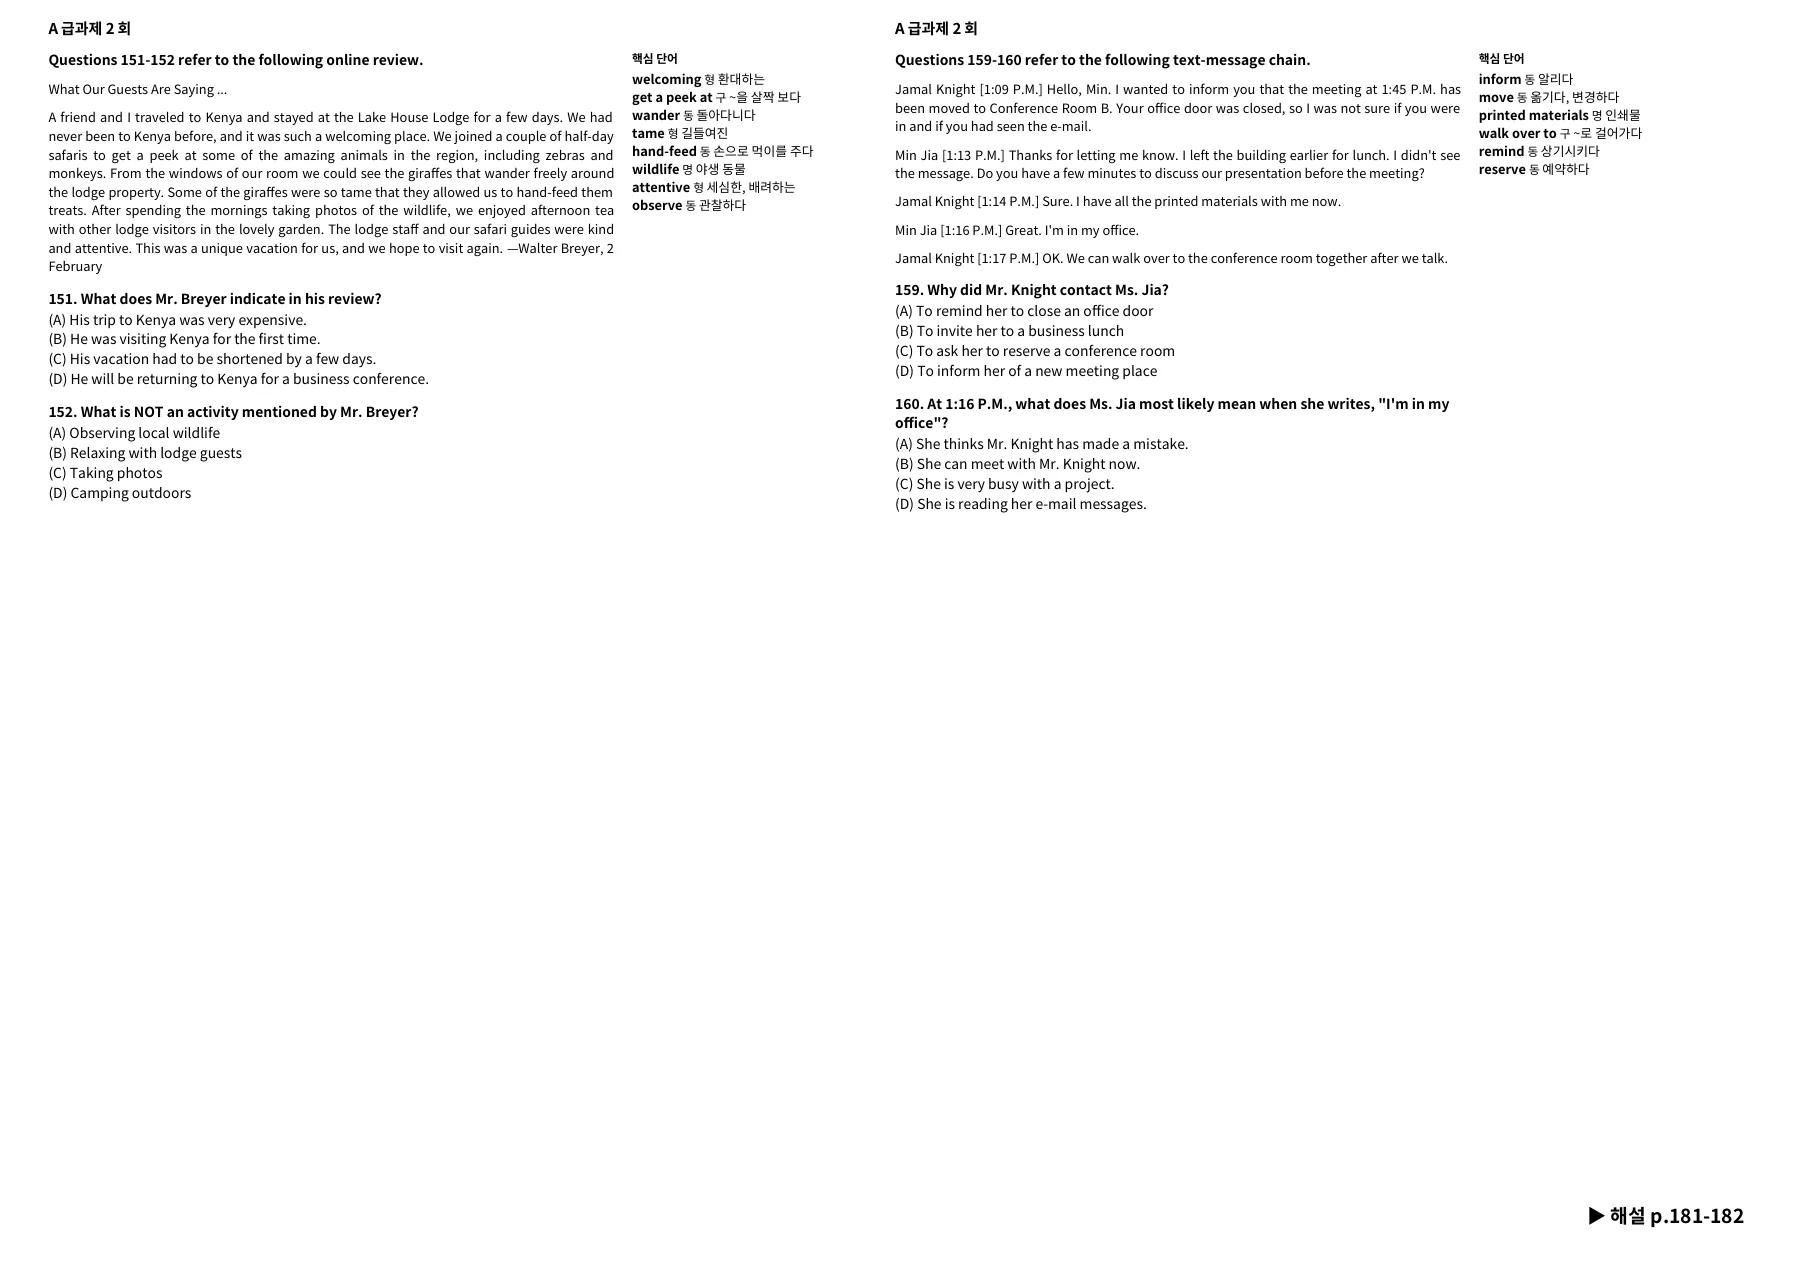 A 급과제 2 회
Questions 151-152 refer to the following online review.
What Our Guests Are Saying ...
A friend and I traveled to Kenya and stayed at the Lake House Lodge for a few days. We had
never been to Kenya before, and it was such a welcoming place. We joined a couple of half-day
safaris to get a peek at some of the amazing animals in the region, including zebras and
monkeys. From the windows of our room we could see the giraffes that wander freely around
the lodge property. Some of the giraffes were so tame that they allowed us to hand-feed them
treats. After spending the mornings taking photos of the wildlife, we enjoyed afternoon tea
with other lodge visitors in the lovely garden. The lodge staff and our safari guides were kind
and attentive. This was a unique vacation for us, and we hope to visit again. —Walter Breyer, 2
February
151. What does Mr. Breyer indicate in his review?
(A) His trip to Kenya was very expensive.
(B) He was visiting Kenya for the first time.
(C) His vacation had to be shortened by a few days.
(D) He will be returning to Kenya for a business conference.
152. What is NOT an activity mentioned by Mr. Breyer?
(A) Observing local wildlife
(B) Relaxing with lodge guests
(C) Taking photos
(D) Camping outdoors
핵심 단어
welcoming 형 환대하는
get a peek at 구 ~을 살짝 보다
wander 동 돌아다니다
tame 형 길들여진
hand-feed 동 손으로 먹이를 주다
wildlife 명 야생 동물
attentive 형 세심한, 배려하는
observe 동 관찰하다
A 급과제 2 회
Questions 159-160 refer to the following text-message chain.
Jamal Knight [1:09 P.M.] Hello, Min. I wanted to inform you that the meeting at 1:45 P.M. has
been moved to Conference Room B. Your office door was closed, so I was not sure if you were
in and if you had seen the e-mail.
Min Jia [1:13 P.M.] Thanks for letting me know. I left the building earlier for lunch. I didn't see
the message. Do you have a few minutes to discuss our presentation before the meeting?
Jamal Knight [1:14 P.M.] Sure. I have all the printed materials with me now.
Min Jia [1:16 P.M.] Great. I'm in my office.
Jamal Knight [1:17 P.M.] OK. We can walk over to the conference room together after we talk.
159. Why did Mr. Knight contact Ms. Jia?
(A) To remind her to close an office door
(B) To invite her to a business lunch
(C) To ask her to reserve a conference room
(D) To inform her of a new meeting place
160. At 1:16 P.M., what does Ms. Jia most likely mean when she writes, "I'm in my
office"?
(A) She thinks Mr. Knight has made a mistake.
(B) She can meet with Mr. Knight now.
(C) She is very busy with a project.
(D) She is reading her e-mail messages.
핵심 단어
inform 동 알리다
move 동 옮기다, 변경하다
printed materials 명 인쇄물
walk over to 구 ~로 걸어가다
remind 동 상기시키다
reserve 동 예약하다
▶ 해설 p.181-182